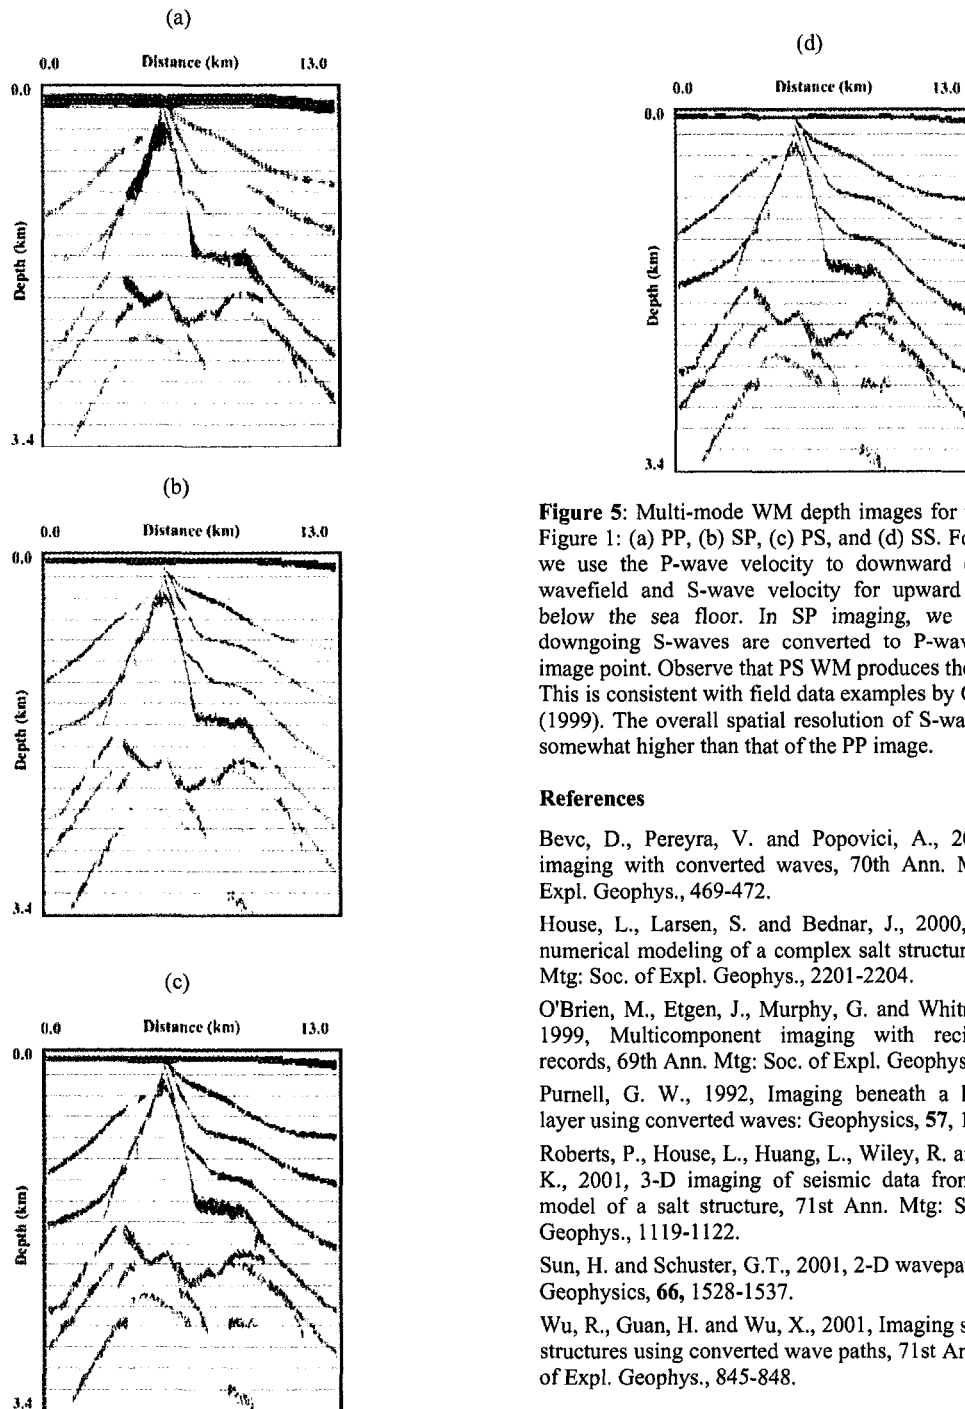 (a)
0.0 Distance (km) 13.0
0.0
Depth (km)
3.4
(b)
0.0 Distance (km) 13.0
0.0
Depth (km)
3.4
(c)
0.0 Distance (km) 13.0
0.0
Depth (km)
3.4
(d)
0.0 Distance (km) 13.0
0.0
Depth (km)
3.4
Figure 5: Multi-mode WM depth images for
Figure 1: (a) PP, (b) SP, (c) PS, and (d) SS.
we use the P-wave velocity to downward
wavefield and S-wave velocity for upward
below the sea floor. In SP imaging, we
downgoing S-waves are converted to
image point. Observe that PS WM produces
This is consistent with field data examples by
(1999). The overall spatial resolution of
somewhat higher than that of the PP image.
References
Bevc, D., Pereyra, V. and Popovici, A.,
imaging with converted waves, 70th Ann.
Expl. Geophys., 469-472.
House, L., Larsen, S. and Bednar, J., 2000,
numerical modeling of a complex salt
Mtg: Soc. of Expl. Geophys., 2201-2204.
O'Brien, M., Etgen, J., Murphy, G. and
1999, Multicomponent imaging with
records, 69th Ann. Mtg: Soc. of Expl.
Purnell, G. W., 1992, Imaging beneath a
layer using converted waves: Geophysics, 57,
Roberts, P., House, L., Huang, L., Wiley, R.
K., 2001, 3-D imaging of seismic data
model of a salt structure, 71st Ann. Mtg:
Geophys., 1119-1122.
Sun, H. and Schuster, G.T., 2001, 2-D
Geophysics, 66, 1528-1537.
Wu, R., Guan, H. and Wu, X., 2001, Imaging
structures using converted wave paths, 71st
of Expl. Geophys., 845-848.